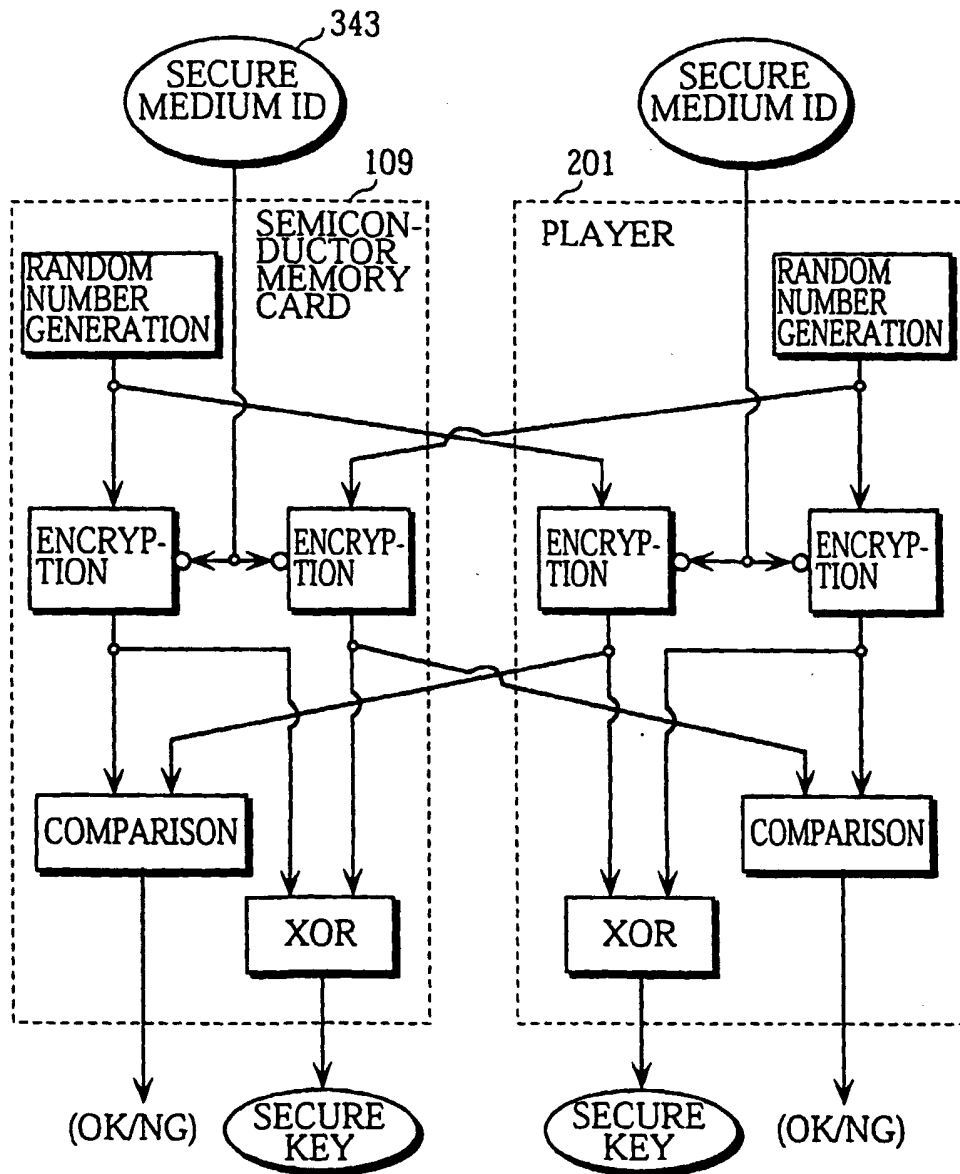 343
SECURE
MEDIUM ID
SECURE
MEDIUM ID
109
201
SEMICON-
DUCTOR
MEMORY
CARD
PLAYER
RANDOM
NUMBER
GENERATION
RANDOM
NUMBER
GENERATION
ENCRYP-
TION
ENCRYP-
TION
ENCRYP-
TION
ENCRYP-
TION
COMPARISON
COMPARISON
XOR
XOR
(OK/NG)
SECURE
KEY
SECURE
KEY
(OK/NG)